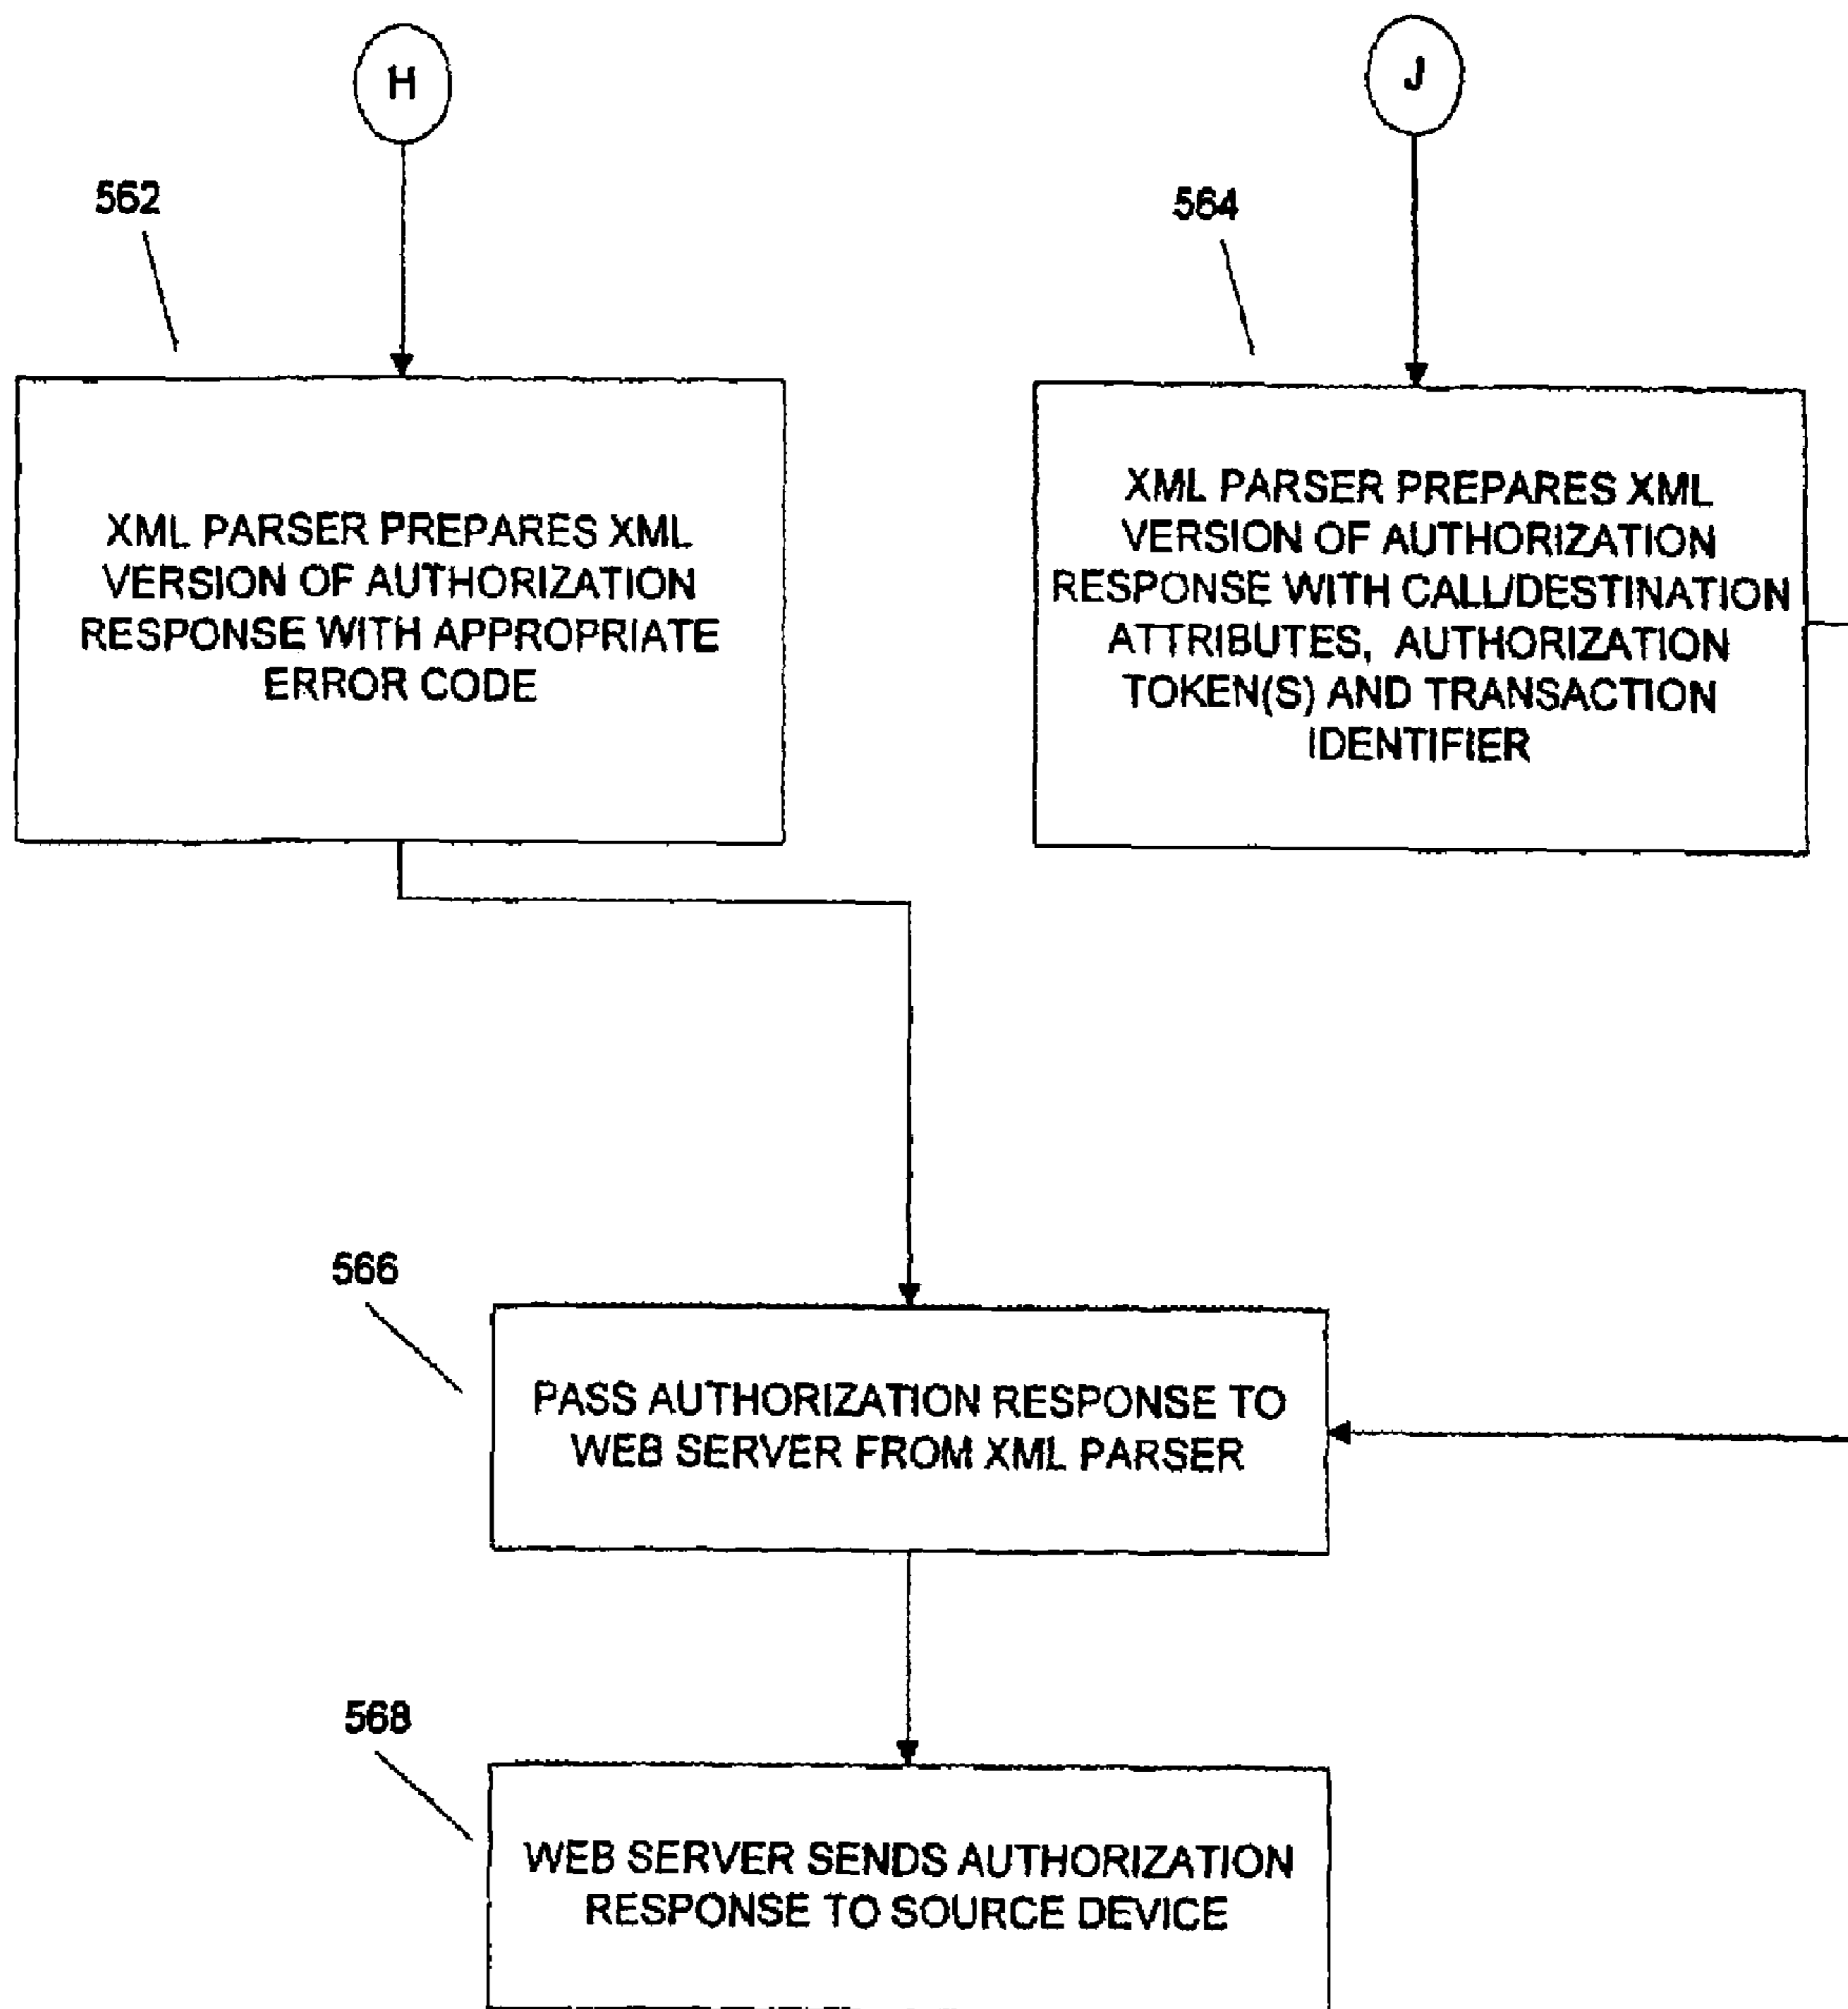 H
J
562
564
XML PARSER PREPARES XML
VERSION OF AUTHORIZATION
RESPONSE WITH APPROPRIATE
ERROR CODE
XML PARSER PREPARES XML
VERSION OF AUTHORIZATION
RESPONSE WITH CALL/DESTINATION
ATTRIBUTES, AUTHORIZATION
TOKEN(S) AND TRANSACTION
IDENTIFIER
566
PASS AUTHORIZATION RESPONSE TO
WEB SERVER FROM XML PARSER
568
WEB SERVER SENDS AUTHORIZATION
RESPONSE TO SOURCE DEVICE